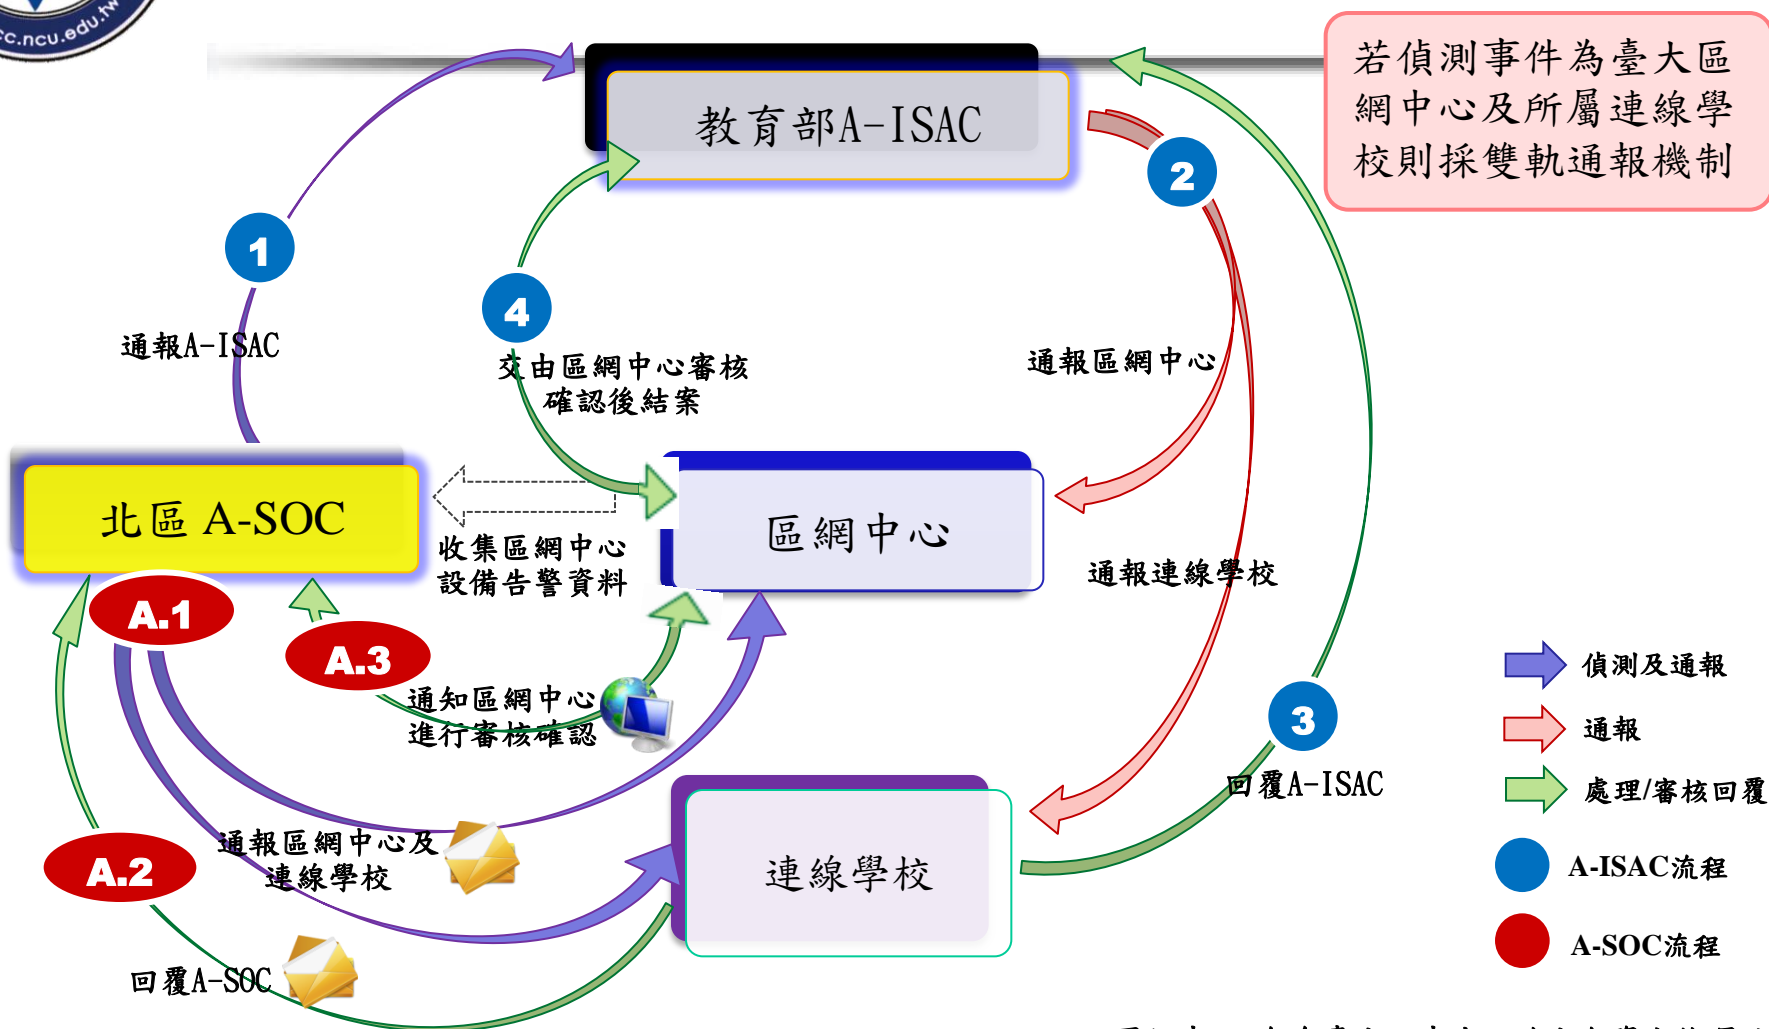 cc.ncu.edu.tw
若偵測事件為臺大區
網中心及所屬連線學
校則採雙軌通報機制
教育部A-ISAC
2
1
4
通報A-ISAC
交由區網中心審核
確認後結案
通報區網中心
北區 A-SOC
收集區網中心
設備告警資料
區網中心
通報連線學校
A.1
A.3
通知區網中心
進行審核確認
3
回覆A-ISAC
通報區網中心及
連線學校
A.2
連線學校
回覆A-SOC
偵測及通報
通報
處理/審核回覆
A-ISAC流程
A-SOC流程